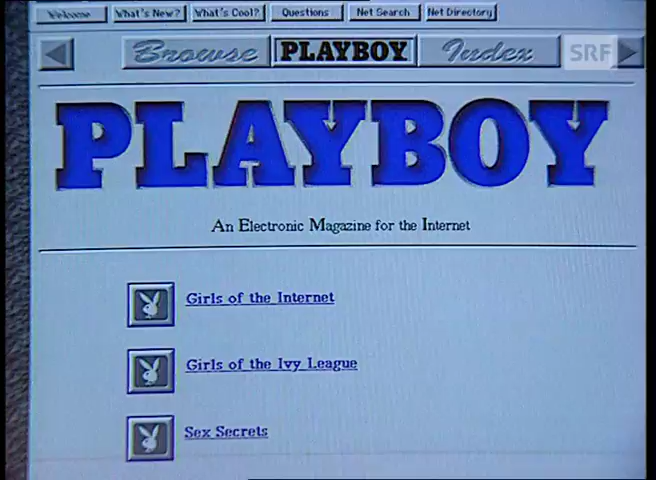 Welcome What's New? What's Cool? Questions Net Search Net Directory
Browse PLAYBOY Index
SRF
PLAYBOY
An Electronic Magazine for the Internet
Girls of the Internet
Girls of the Ivy League
Sex Secrets